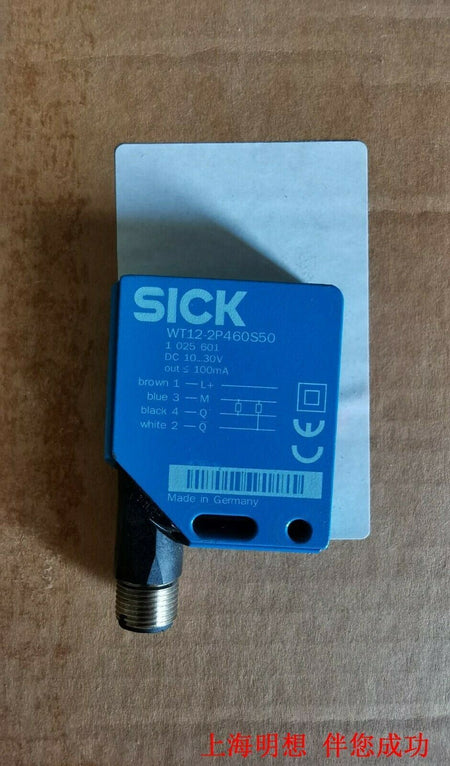 SICK
WT12-2P460S50
1 025 601
DC 10...30V
out ≤ 100mA
brown 1 — L+
blue 3 — M
black 4 — Q
white 2 — Q̅
CE
Made in Germany
上海明想 伴您成功